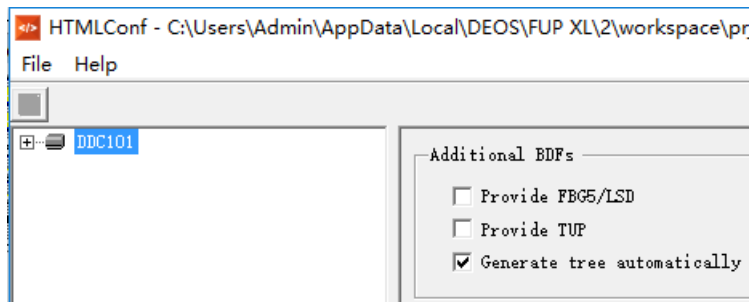 HTMLConf - C:\Users\Admin\AppData\Local\DEOS\FUP XL\2\workspace\prj
File Help
DDC101
Additional BDFs
Provide FBG5/LSD
Provide TUP
Generate tree automatically